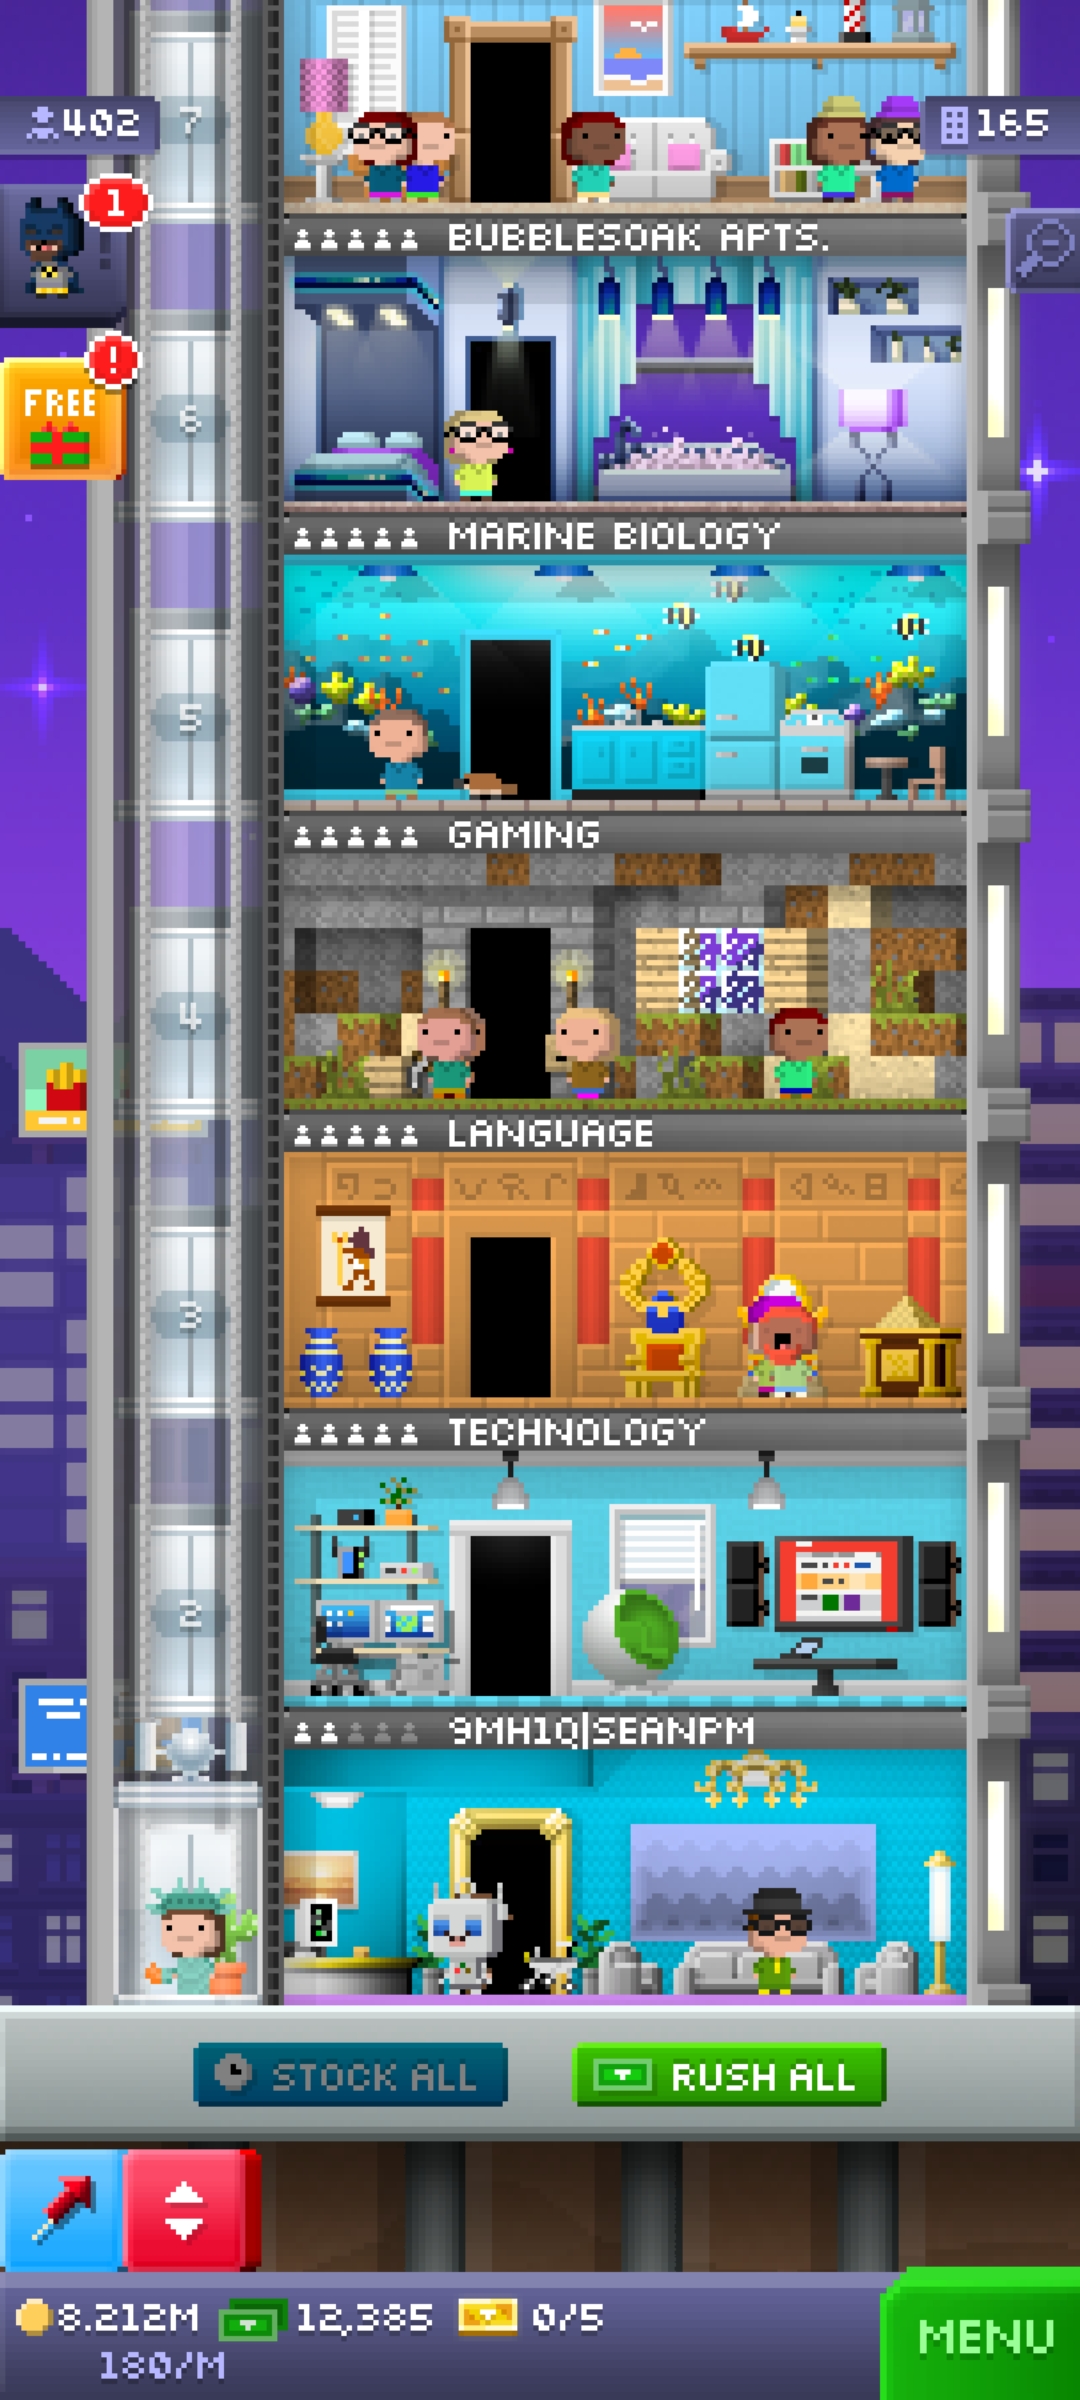 7
402
165
1
BUBBLESOAK APTS.
!
FREE
6
MARINE BIOLOGY
5
GAMING
4
LANGUAGE
3
TECHNOLOGY
2
9MH1Q|SEANPM
STOCK ALL
RUSH ALL
8.212M
12,385
0/5
180/M
MENU